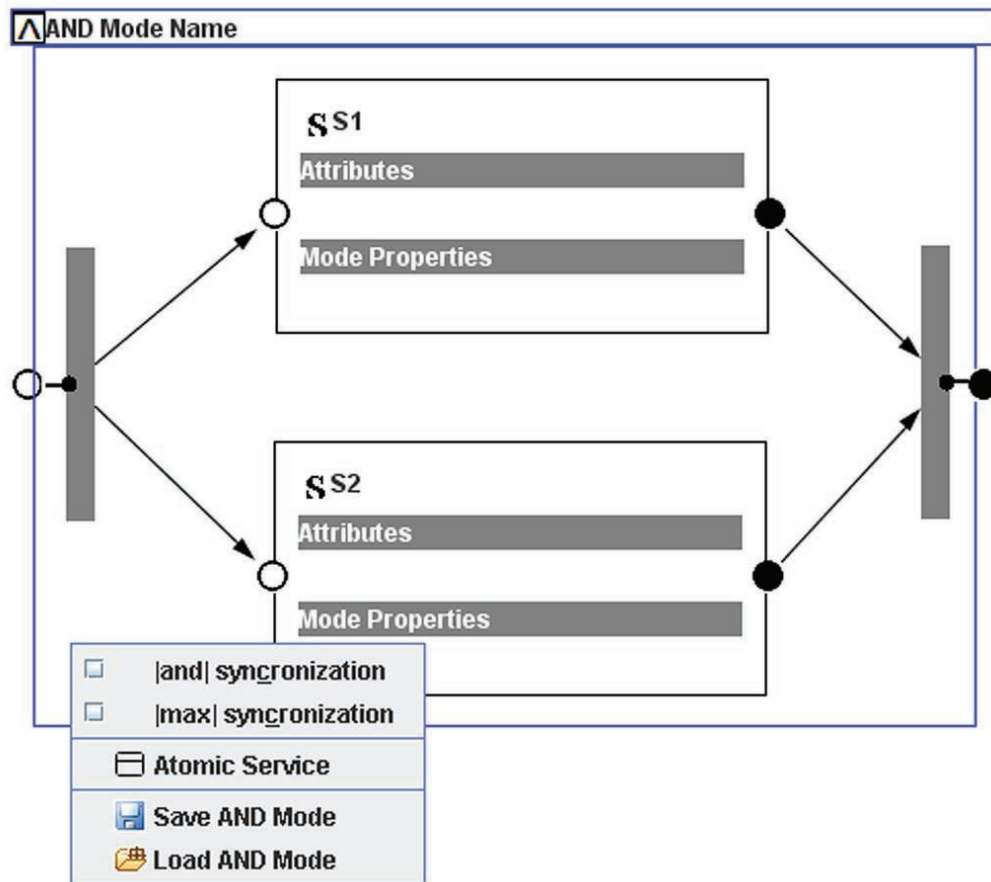 AND Mode Name
S S1
Attributes
Mode Properties
S S2
Attributes
Mode Properties
|and| syncronization
|max| syncronization
Atomic Service
Save AND Mode
Load AND Mode